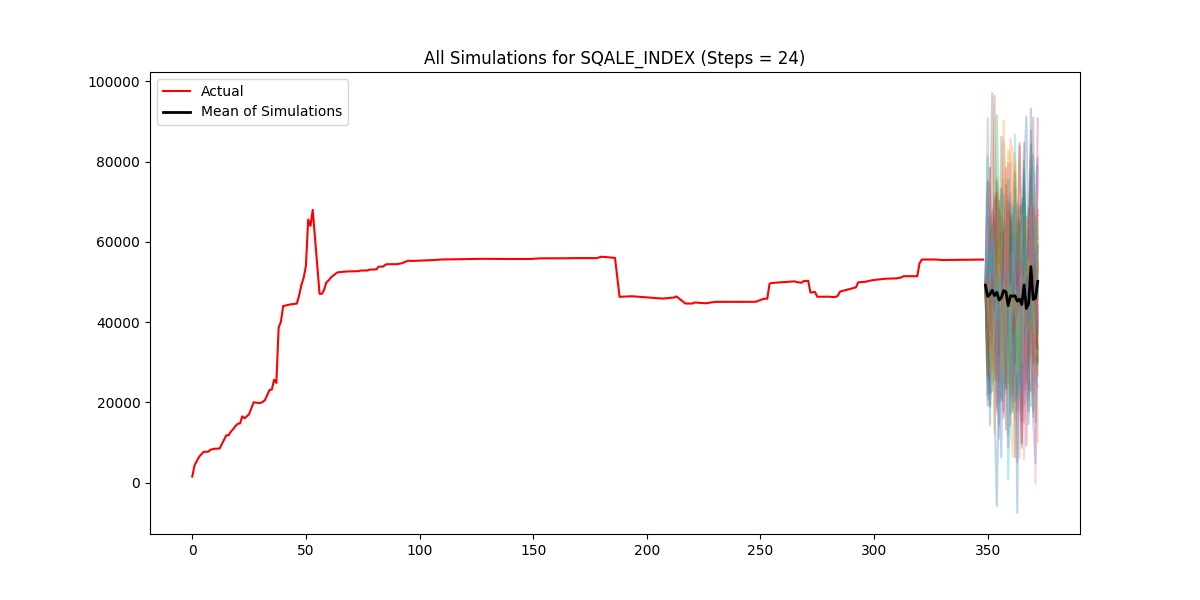 All Simulations for SQALE_INDEX (Steps = 24)
Actual
Mean of Simulations
100000
80000
60000
40000
20000
0
0 50 100 150 200 250 300 350